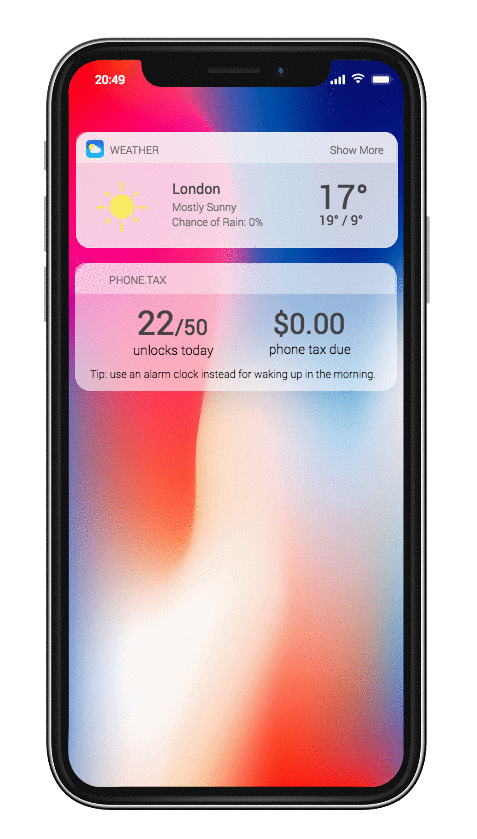 20:49
WEATHER Show More
London 17°
Mostly Sunny
Chance of Rain: 0% 19° / 9°
PHONE.TAX
22/50 $0.00
unlocks today phone tax due
Tip: use an alarm clock instead for waking up in the morning.